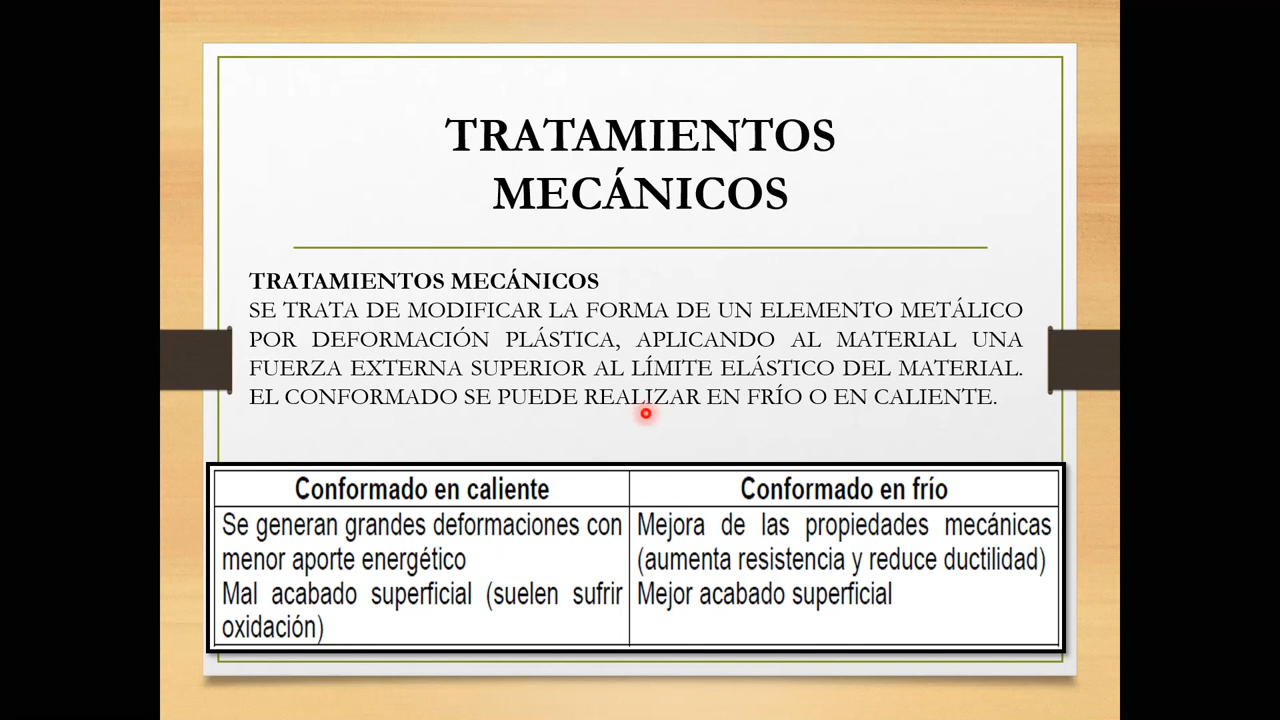 TRATAMIENTOS
MECÁNICOS
TRATAMIENTOS MECÁNICOS
SE TRATA DE MODIFICAR LA FORMA DE UN ELEMENTO METÁLICO
POR DEFORMACIÓN PLÁSTICA, APLICANDO AL MATERIAL UNA
FUERZA EXTERNA SUPERIOR AL LÍMITE ELÁSTICO DEL MATERIAL.
EL CONFORMADO SE PUEDE REALIZAR EN FRÍO O EN CALIENTE.
Conformado en caliente
Se generan grandes deformaciones con
menor aporte energético
Mal acabado superficial (suelen sufrir
oxidación)
Conformado en frío
Mejora de las propiedades mecánicas
(aumenta resistencia y reduce ductilidad)
Mejor acabado superficial